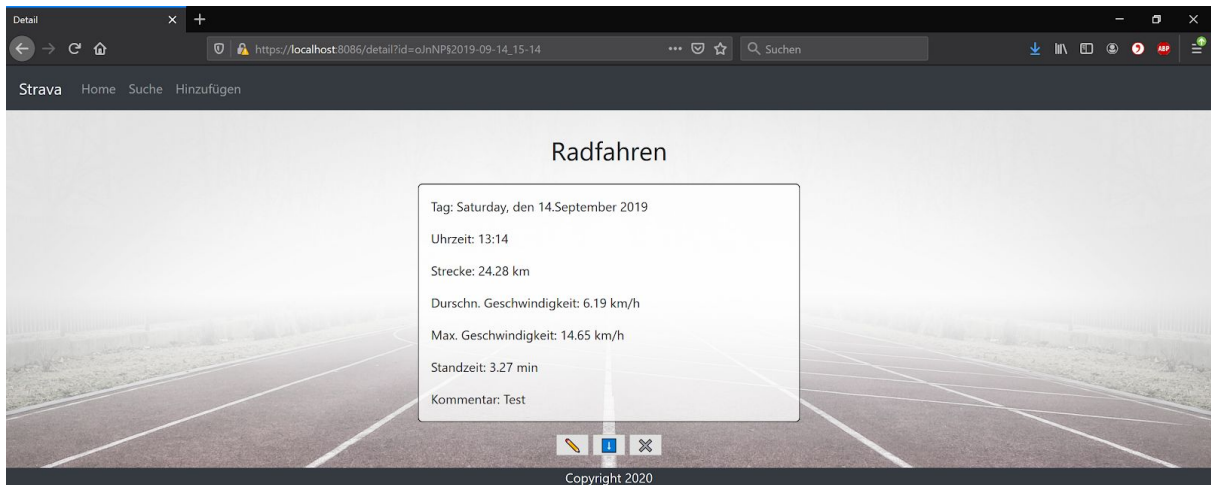 Detail
https://localhost:8086/detail?id=oJnNP§2019-09-14_15-14
Suchen
ABP
Strava Home Suche Hinzufügen
Radfahren
Tag: Saturday, den 14.September 2019
Uhrzeit: 13:14
Strecke: 24.28 km
Durschn. Geschwindigkeit: 6.19 km/h
Max. Geschwindigkeit: 14.65 km/h
Standzeit: 3.27 min
Kommentar: Test
Copyright 2020